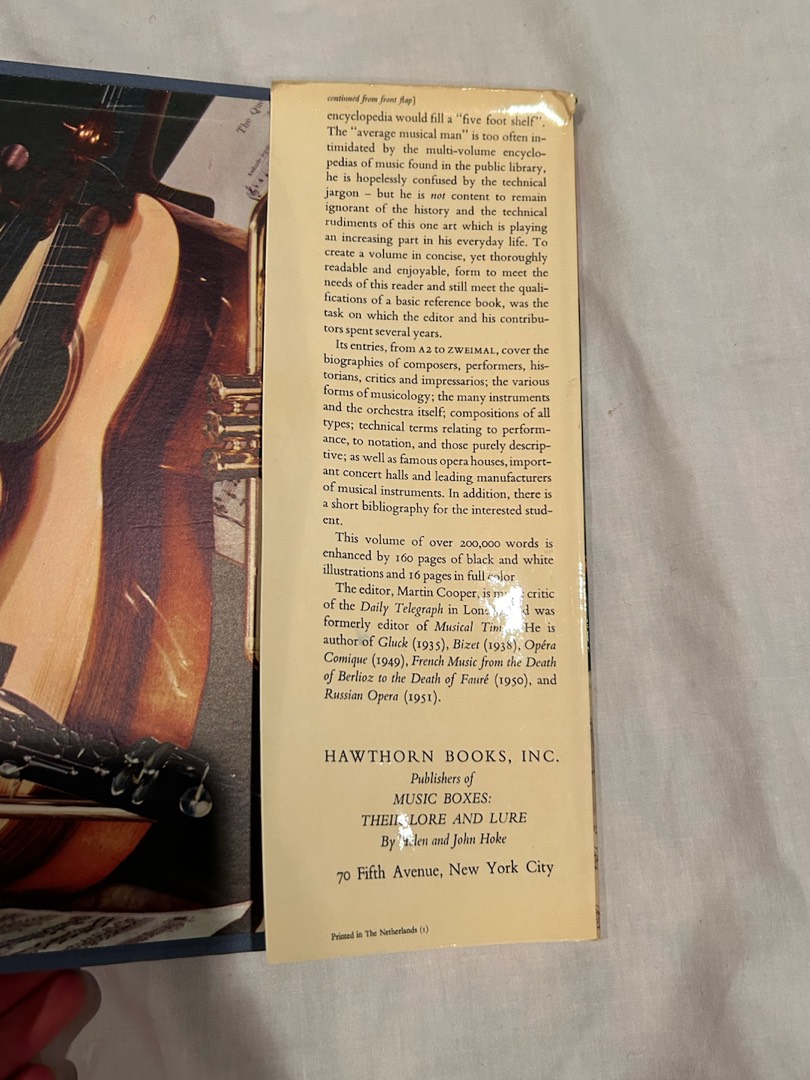 continued from front flap]
encyclopedia would fill a "five foot shelf".
The "average musical man" is too often in-
timidated by the multi-volume encyclo-
pedias of music found in the public library,
he is hopelessly confused by the technical
jargon – but he is not content to remain
ignorant of the history and the technical
rudiments of this one art which is playing
an increasing part in his everyday life. To
create a volume in concise, yet thoroughly
readable and enjoyable, form to meet the
needs of this reader and still meet the quali-
fications of a basic reference book, was the
task on which the editor and his contribu-
tors spent several years.
Its entries, from A2 to ZWEIMAL, cover the
biographies of composers, performers, his-
torians, critics and impressarios; the various
forms of musicology; the many instruments
and the orchestra itself; compositions of all
types; technical terms relating to perform-
ance, to notation, and those purely descrip-
tive; as well as famous opera houses, import-
ant concert halls and leading manufacturers
of musical instruments. In addition, there is
a short bibliography for the interested stud-
ent.
This volume of over 200,000 words is
enhanced by 160 pages of black and white
illustrations and 16 pages in full color
The editor, Martin Cooper, is critic
of the Daily Telegraph in was
formerly editor of Musical He is
author of Gluck (1935), Bizet (1938), Opéra
Comique (1949), French Music from the Death
of Berlioz to the Death of Fauré (1950), and
Russian Opera (1951).
HAWTHORN BOOKS, INC.
Publishers of
MUSIC BOXES:
THEIR LORE AND LURE
By Helen and John Hoke
70 Fifth Avenue, New York City
Printed in The Netherlands (1)